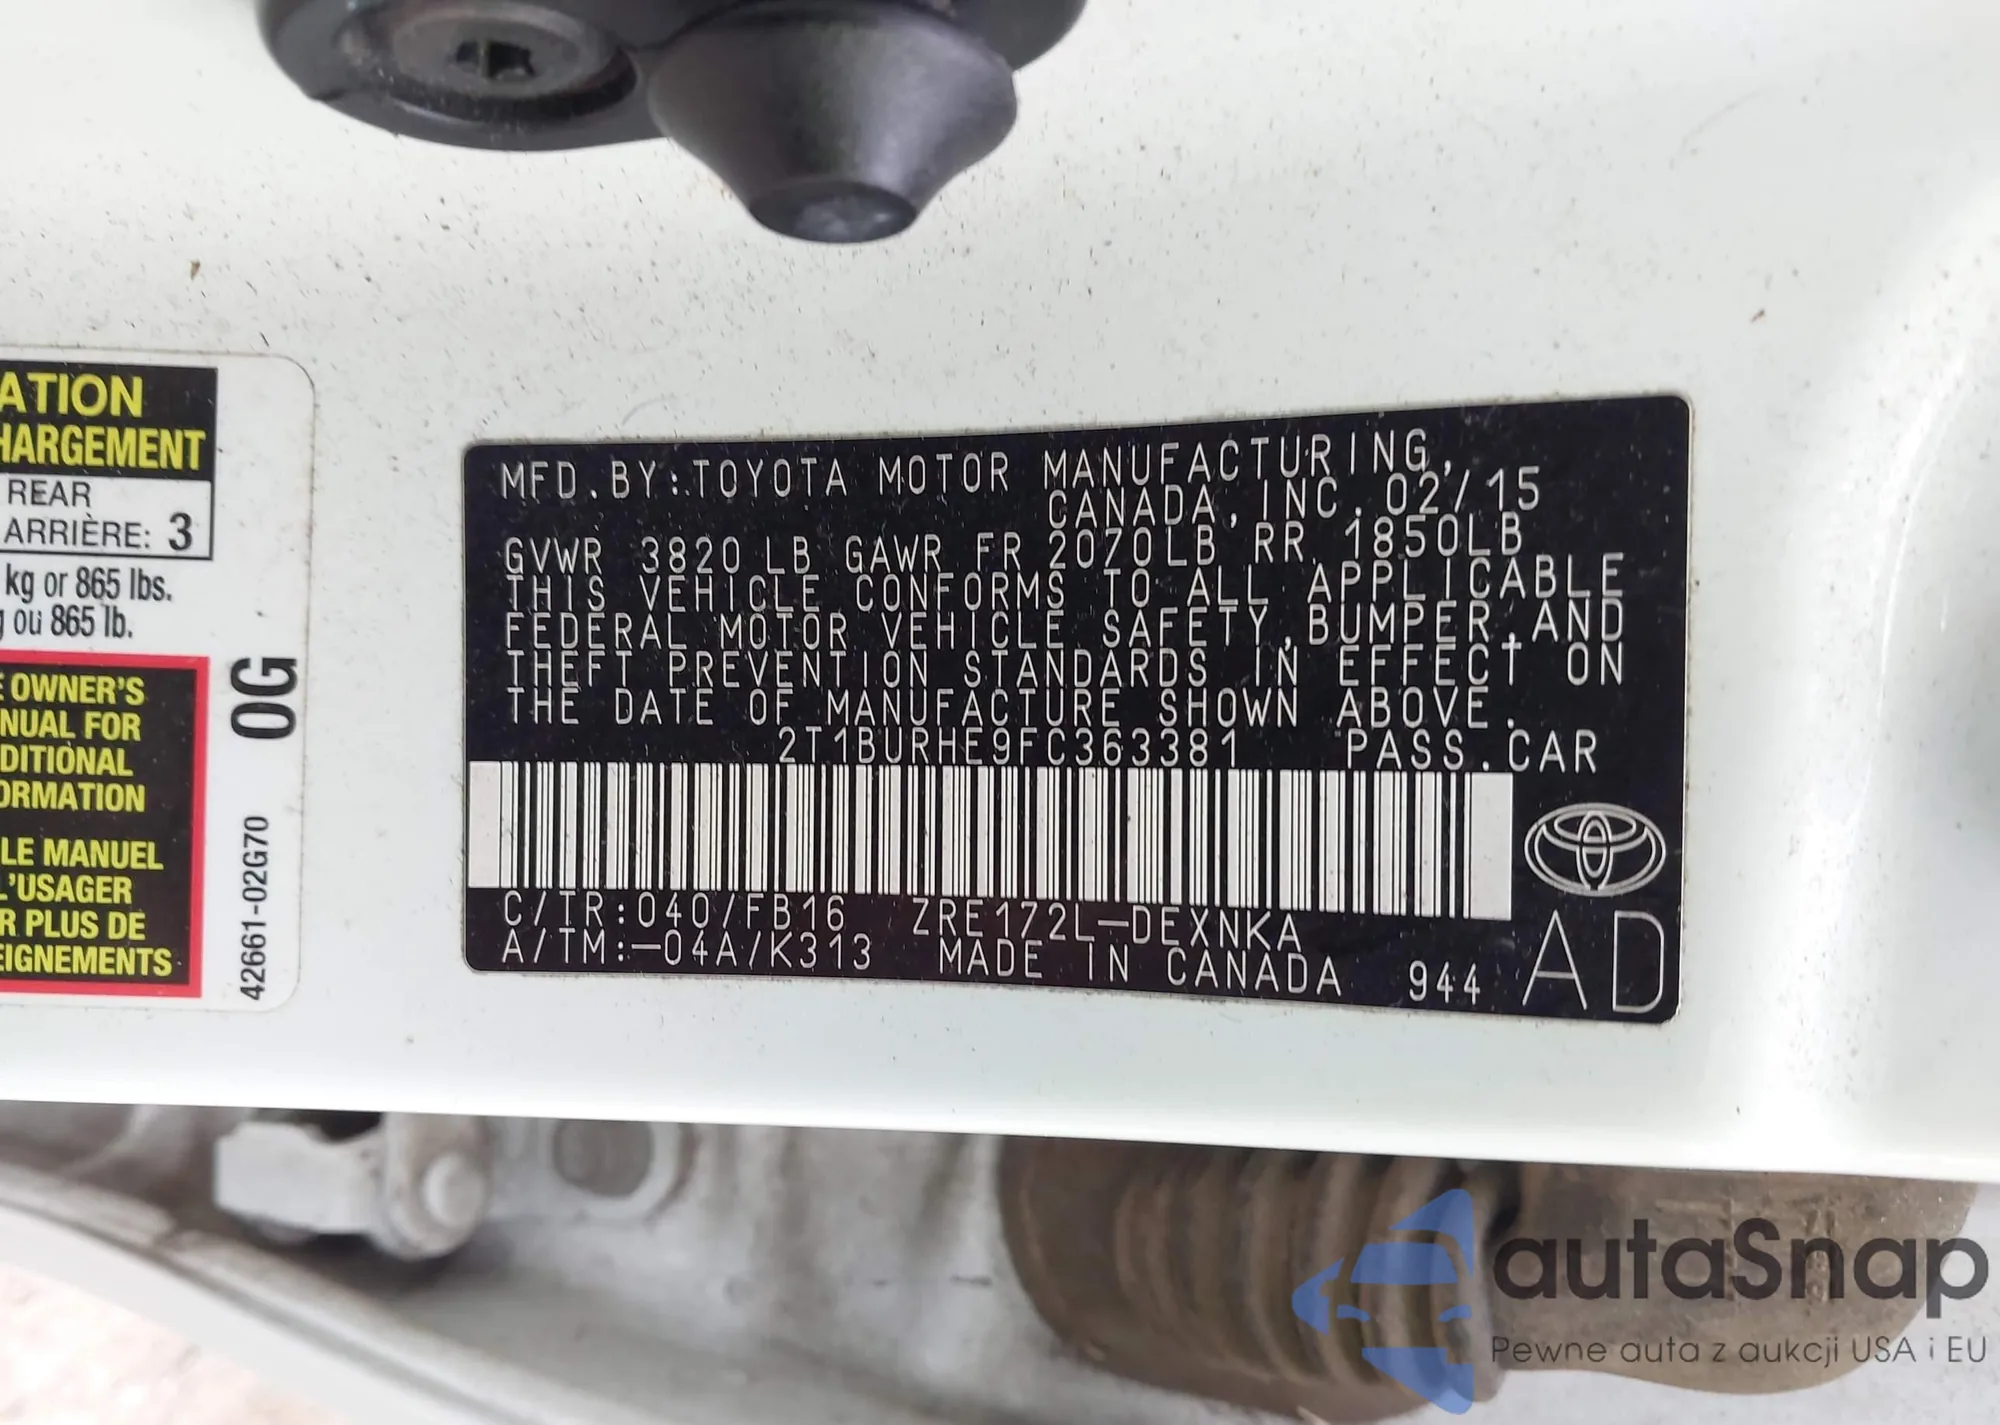 ATION
HARGEMENT
REAR
ARRIÈRE: 3
kg or 865 lbs.
ou 865 lb.
OWNER'S
NUAL FOR
DITIONAL
ORMATION
LE MANUEL
L'USAGER
R PLUS DE
EIGNEMENTS
0G
42661-02G70
MFD. BY: TOYOTA MOTOR MANUFACTURING,
CANADA, INC. 02/15
GVWR 3820 LB GAWR FR 2070LB RR 1850LB
THIS VEHICLE CONFORMS TO ALL APPLICABLE
FEDERAL MOTOR VEHICLE SAFETY, BUMPER, AND
THEFT PREVENTION STANDARDS IN EFFECT ON
THE DATE OF MANUFACTURE SHOWN ABOVE.
2T1BURHE9FC363381 PASS. CAR
C/TR: 040/FB16 ZRE172L-DEXNKA
A/TM: -04A/K313 MADE IN CANADA 944 AD
autaSnap
Pewne auta z aukcji USA i EU